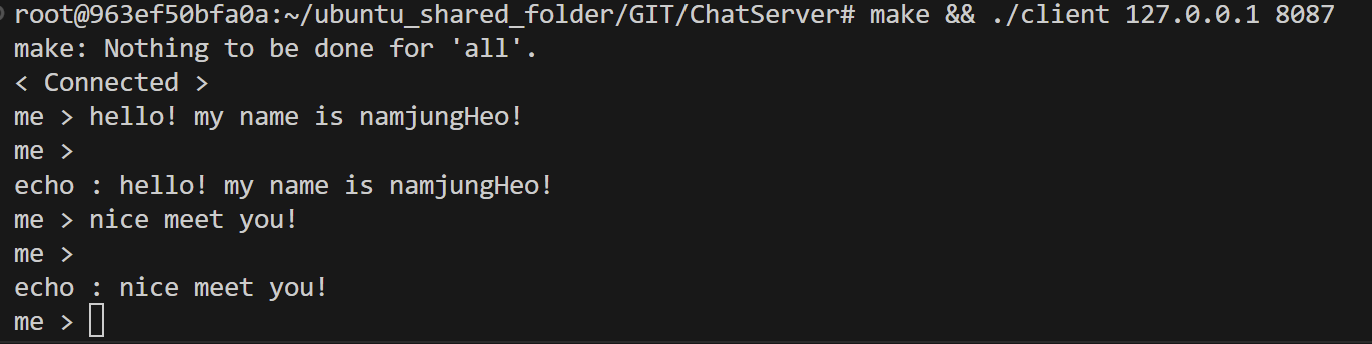 root@963ef50bfa0a:~/ubuntu_shared_folder/GIT/ChatServer# make && ./client 127.0.0.1 8087
make: Nothing to be done for 'all'.
< Connected >
me > hello! my name is namjungHeo!
me >
echo : hello! my name is namjungHeo!
me > nice meet you!
me >
echo : nice meet you!
me >